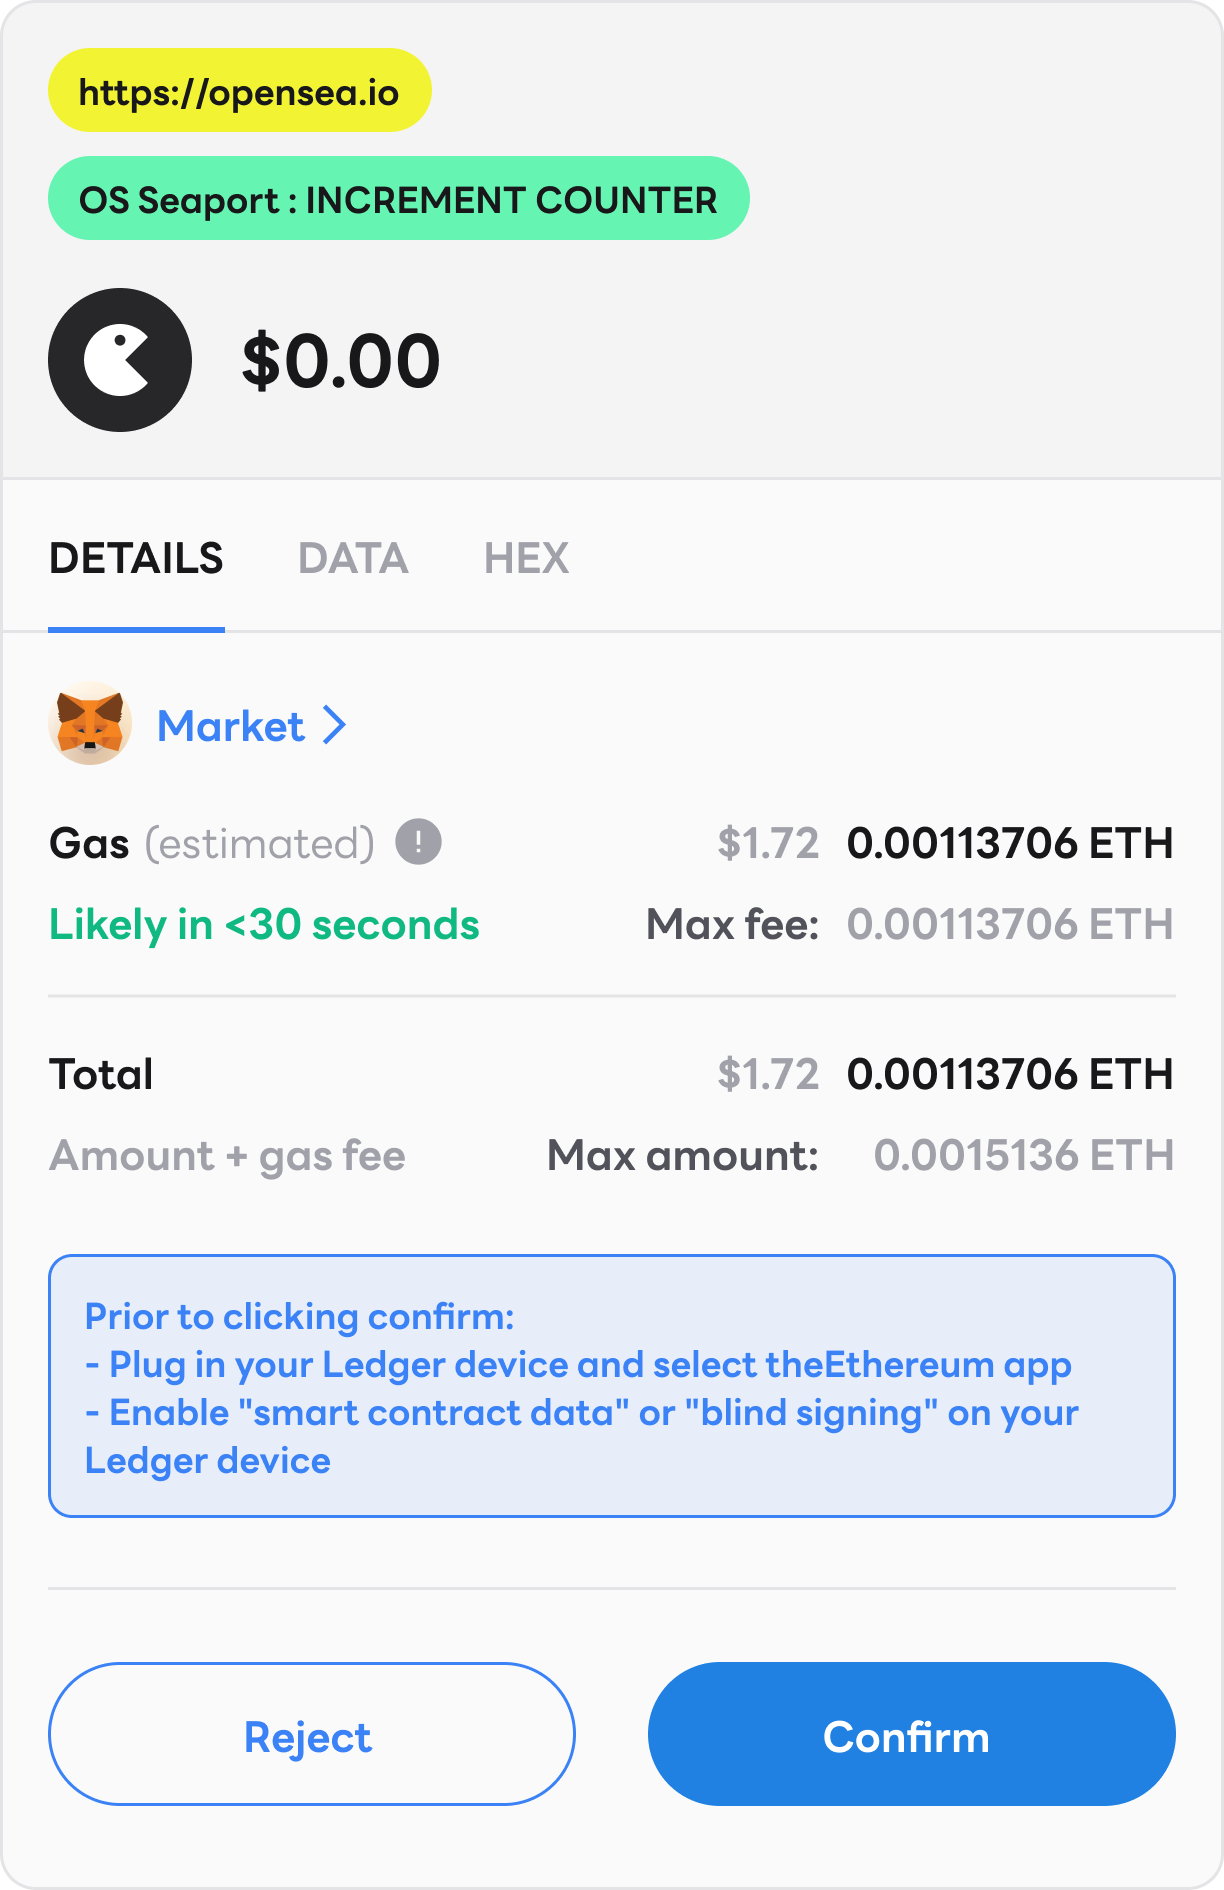 https://opensea.io
OS Seaport : INCREMENT COUNTER
$0.00
DETAILS DATA HEX
Market
Gas (estimated) ! $1.72 0.00113706 ETH
Likely in <30 seconds Max fee: 0.00113706 ETH
Total $1.72 0.00113706 ETH
Amount + gas fee Max amount: 0.0015136 ETH
Prior to clicking confirm:
- Plug in your Ledger device and select theEthereum app
- Enable "smart contract data" or "blind signing" on your
Ledger device
Reject Confirm